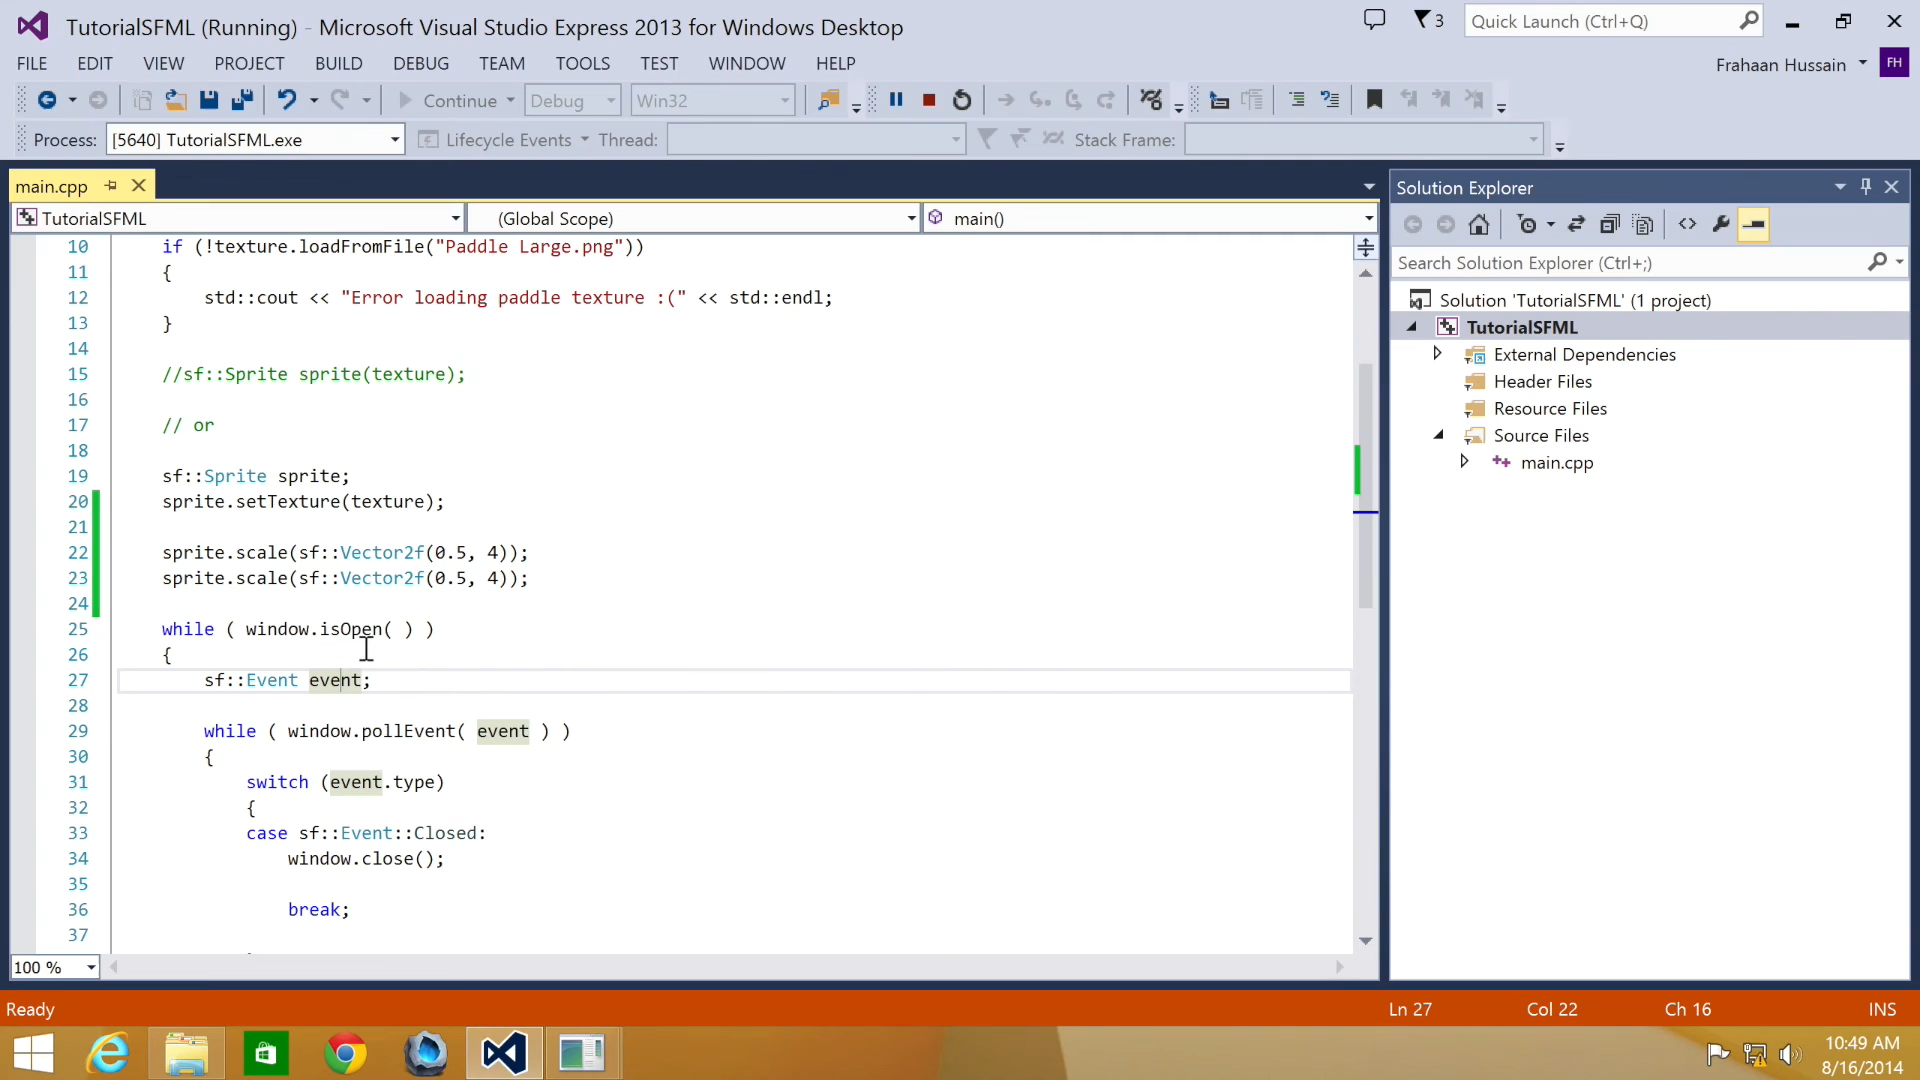 TutorialSFML (Running) - Microsoft Visual Studio Express 2013 for Windows Desktop
3
Quick Launch (Ctrl+Q)
FILE EDIT VIEW PROJECT BUILD DEBUG TEAM TOOLS TEST WINDOW HELP
Frahaan Hussain FH
Continue Debug Win32
Process: [5640] TutorialSFML.exe Lifecycle Events Thread: Stack Frame:
main.cpp
TutorialSFML (Global Scope) main()
10 if (!texture.loadFromFile("Paddle Large.png"))
11 {
12 std::cout << "Error loading paddle texture :(" << std::endl;
13 }
14
15 //sf::Sprite sprite(texture);
16
17 // or
18
19 sf::Sprite sprite;
20 sprite.setTexture(texture);
21
22 sprite.scale(sf::Vector2f(0.5, 4));
23 sprite.scale(sf::Vector2f(0.5, 4));
24
25 while ( window.isOpen( ) )
26 {
27 sf::Event event;
28
29 while ( window.pollEvent( event ) )
30 {
31 switch (event.type)
32 {
33 case sf::Event::Closed:
34 window.close();
35
36 break;
37
100 %
Solution Explorer
Search Solution Explorer (Ctrl+;)
Solution 'TutorialSFML' (1 project)
TutorialSFML
External Dependencies
Header Files
Resource Files
Source Files
main.cpp
Ready Ln 27 Col 22 Ch 16 INS
10:49 AM
8/16/2014